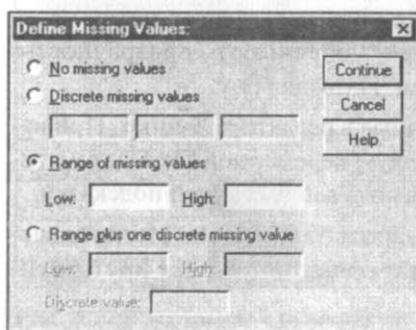 Define Missing Values:
No missing values
Continue
Discrete missing values
Cancel
Help
Range of missing values
Low: High:
Range plus one discrete missing value
Low: High:
Discrete value: